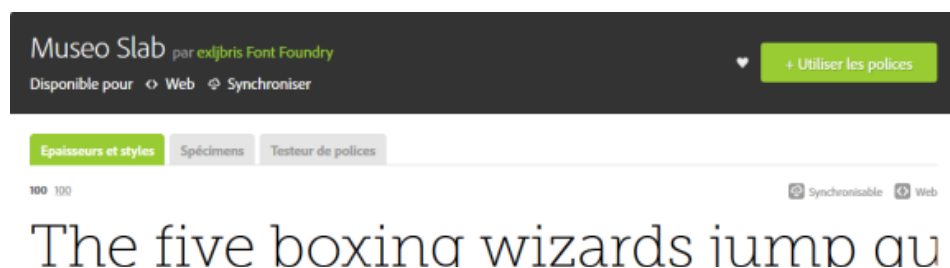 Museo Slab par exljbris Font Foundry
Disponible pour Web Synchroniser
+ Utiliser les polices
Epaisseurs et styles Spécimens Testeur de polices
100 100
Synchronisable Web
The five boxing wizards jump qu